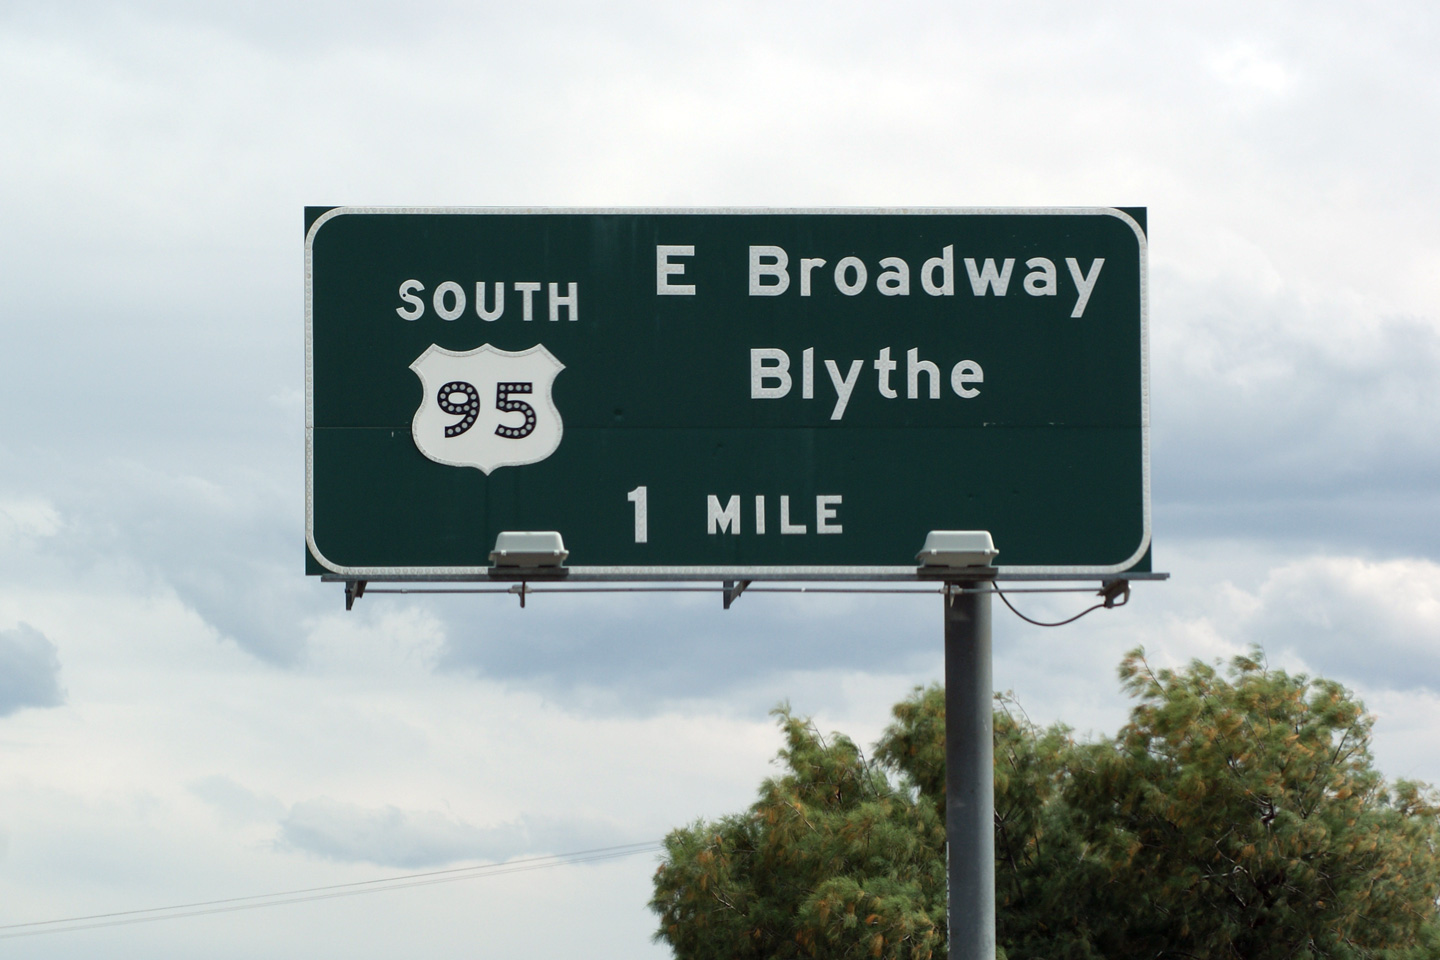 SOUTH
95
E Broadway
Blythe
1 MILE